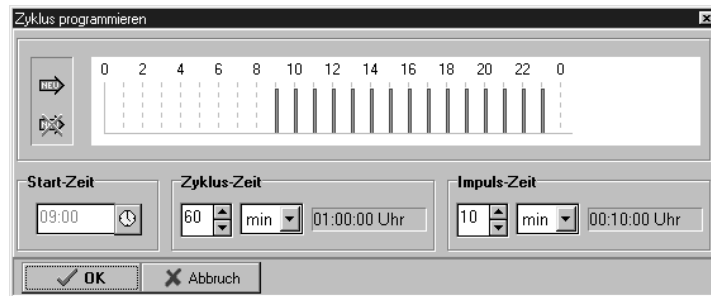 Zyklus programmieren
0 2 4 6 8 10 12 14 16 18 20 22 0
NEU
Start-Zeit Zyklus-Zeit Impuls-Zeit
09:00 60 min 01:00:00 Uhr 10 min 00:10:00 Uhr
OK Abbruch